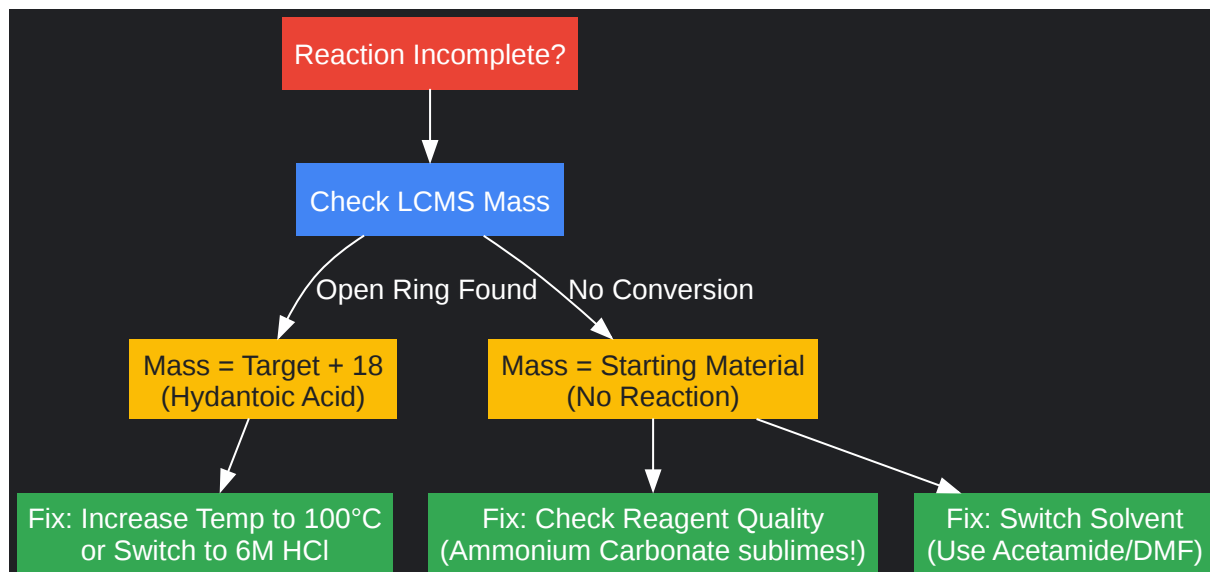 Reaction Incomplete?
Check LCMS Mass
Open Ring Found
No Conversion
Mass = Target + 18
(Hydantoic Acid)
Mass = Starting Material
(No Reaction)
Fix: Increase Temp to 100°C
or Switch to 6M HCl
Fix: Check Reagent Quality
(Ammonium Carbonate sublimes!)
Fix: Switch Solvent
(Use Acetamide/DMF)